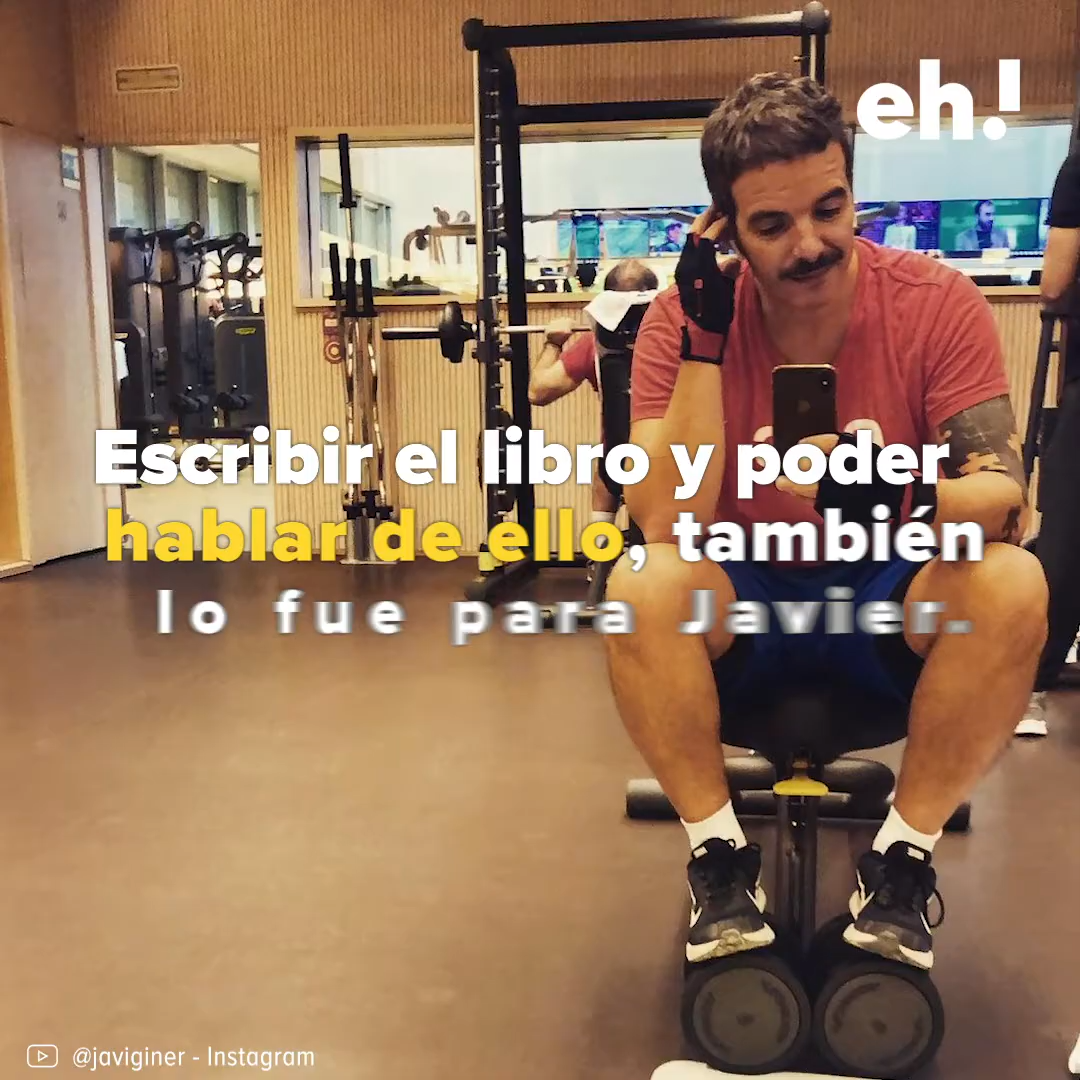 eh!
Escribir el libro y poder
hablar de ello, también
lo fue para Javier.
@javiginer - Instagram